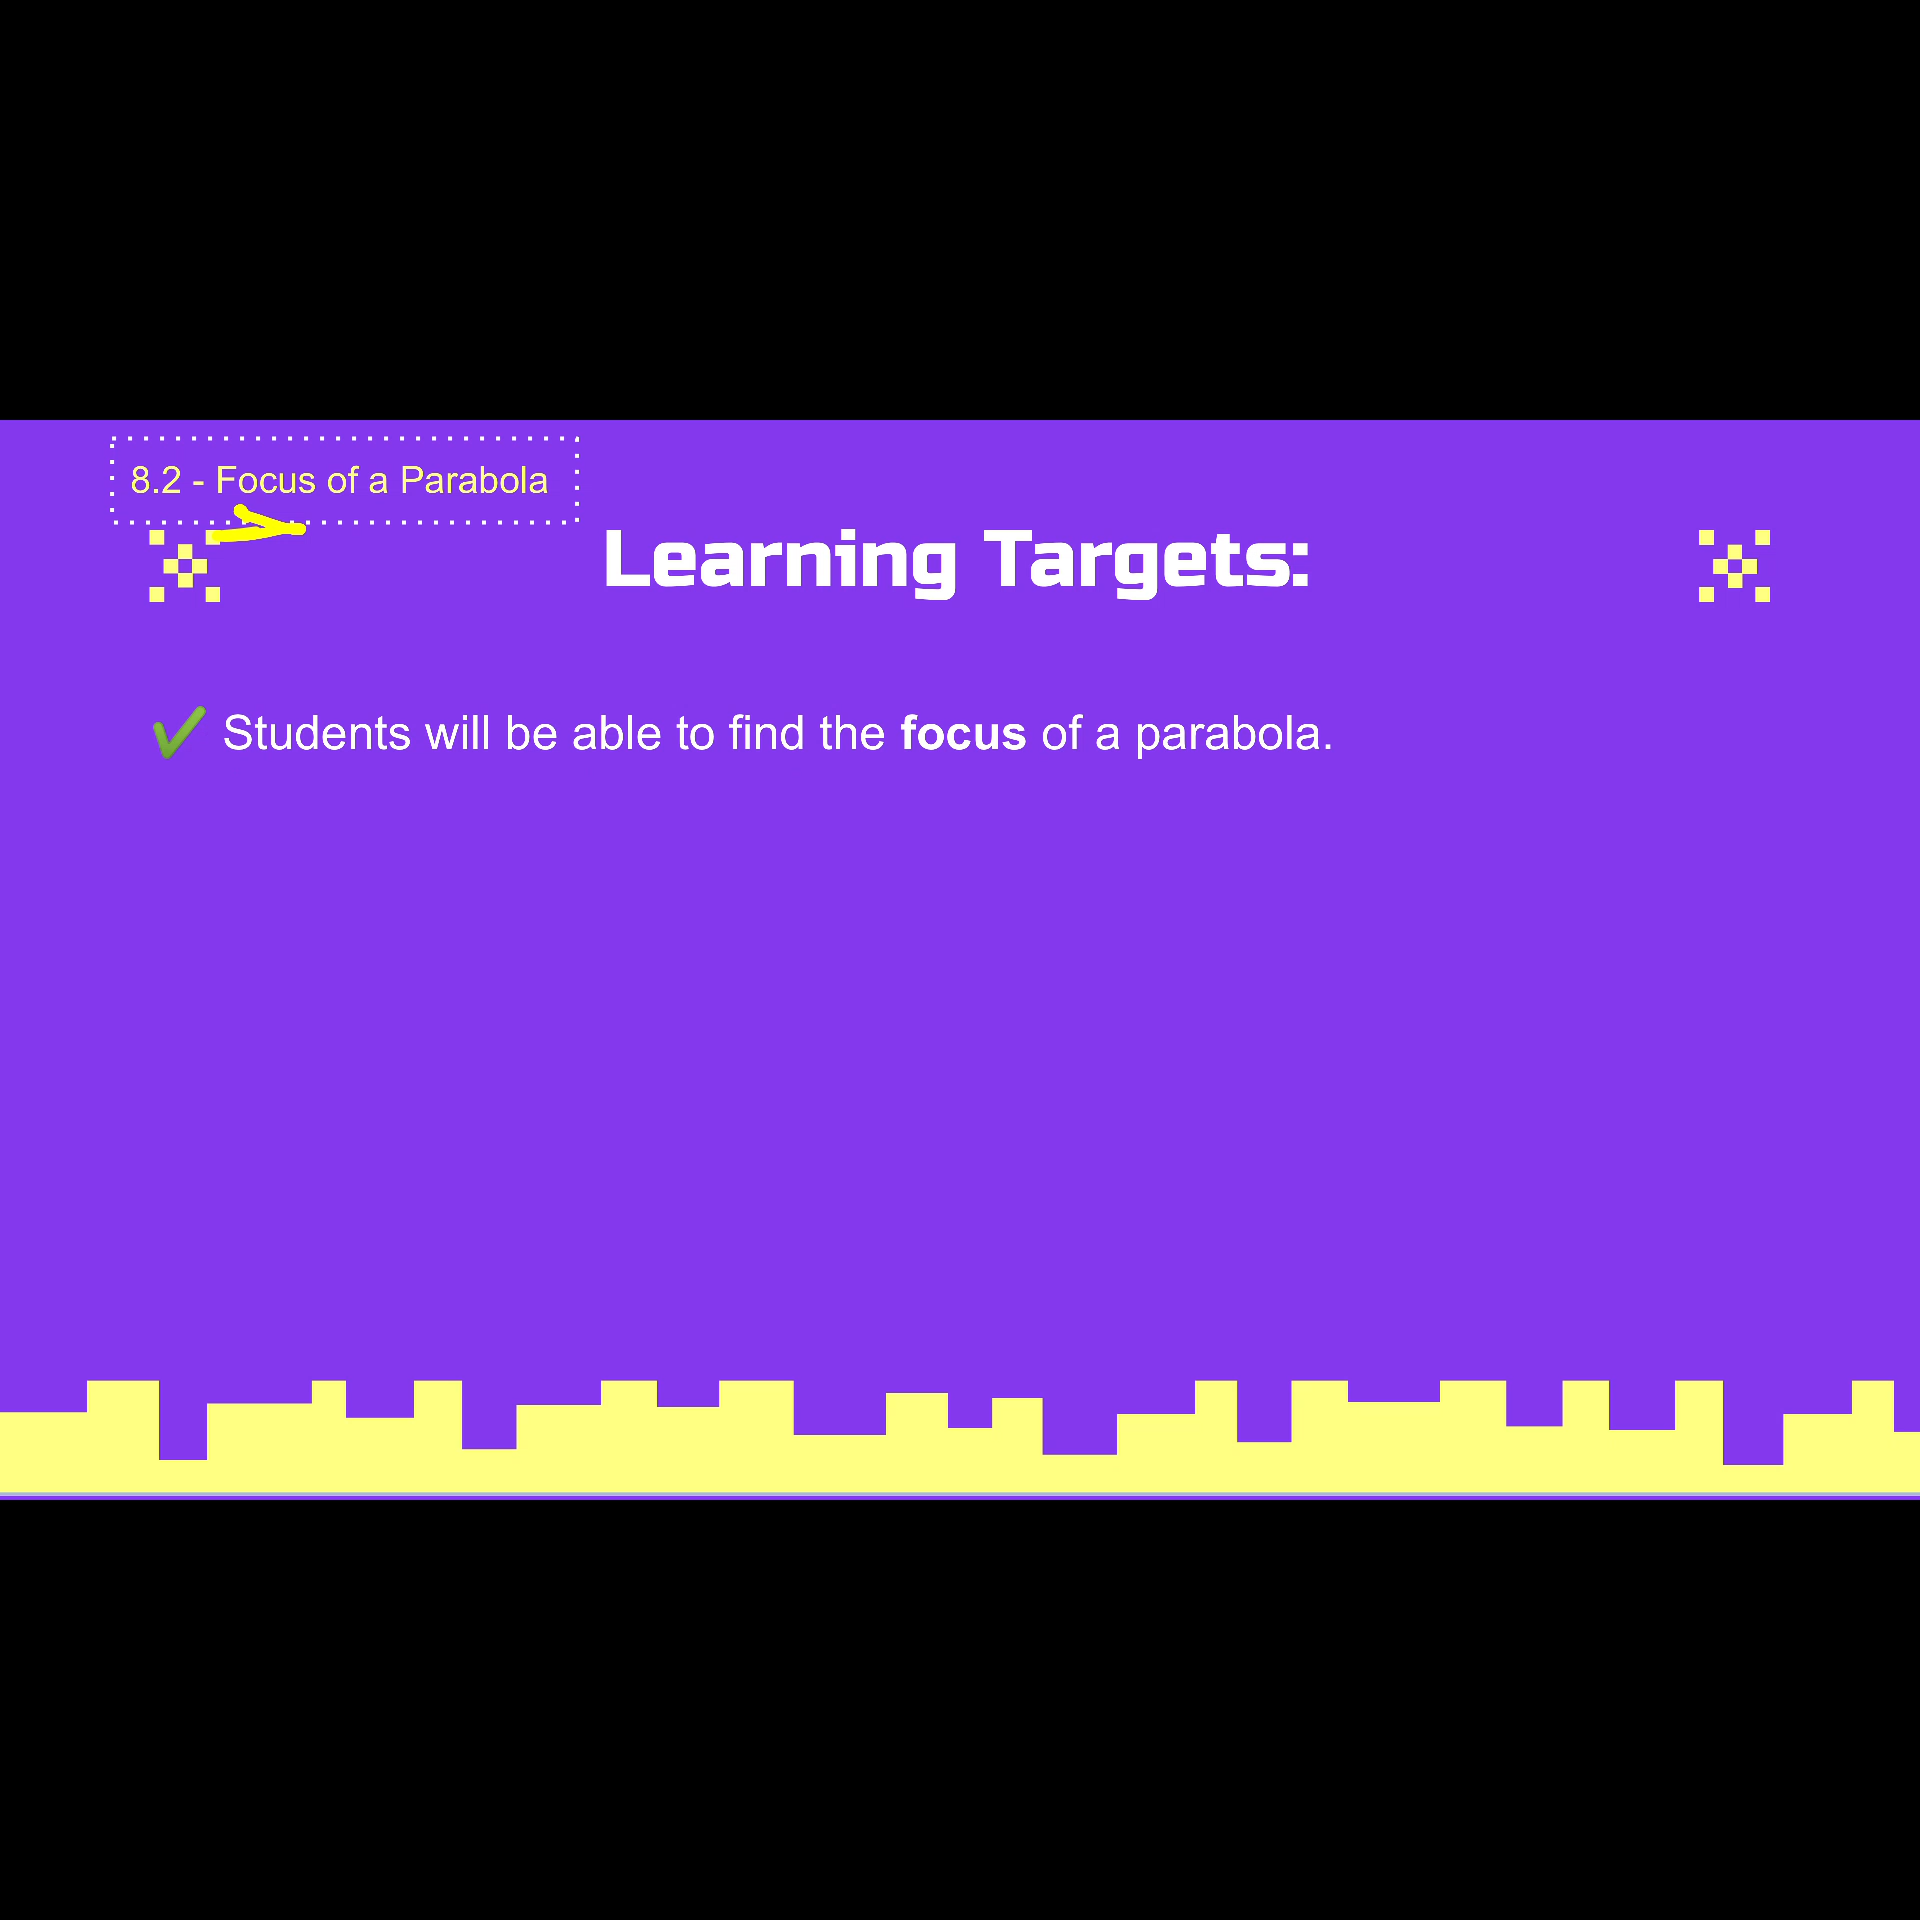 8.2 - Focus of a Parabola
Learning Targets:
✔ Students will be able to find the focus of a parabola.